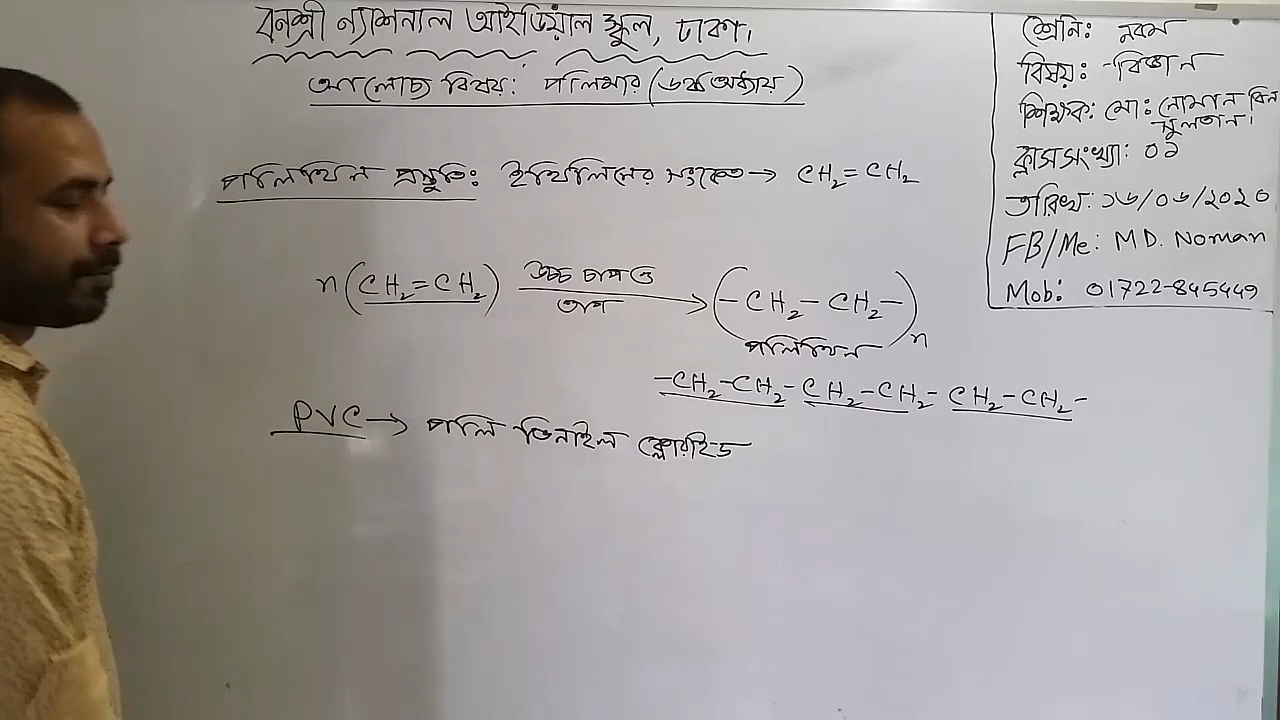 বনশ্রী ন্যাশনাল আইডিয়াল স্কুল, ঢাকা।
আলোচ্য বিষয়: পলিমার (৬ষ্ঠ অধ্যায়)
পলিথিন প্রস্তুতি: ইথিলিনের সংকেত → CH₂=CH₂
n(CH₂=CH₂) উচ্চ চাপ ও তাপ → (-CH₂-CH₂-)n
পলিথিন
-CH₂-CH₂-CH₂-CH₂-CH₂-CH₂-
PVC → পলি ভিনাইল ক্লোরাইড
শ্রেনি: নবম
বিষয়: -বিজ্ঞান
শিক্ষক: মো: নোমান বিন
সুলতান।
ক্লাস সংখ্যা: ০১
তারিখ: ১৬/০৬/২০২০
FB/Me: MD. Noman
Mob: 01722-845449